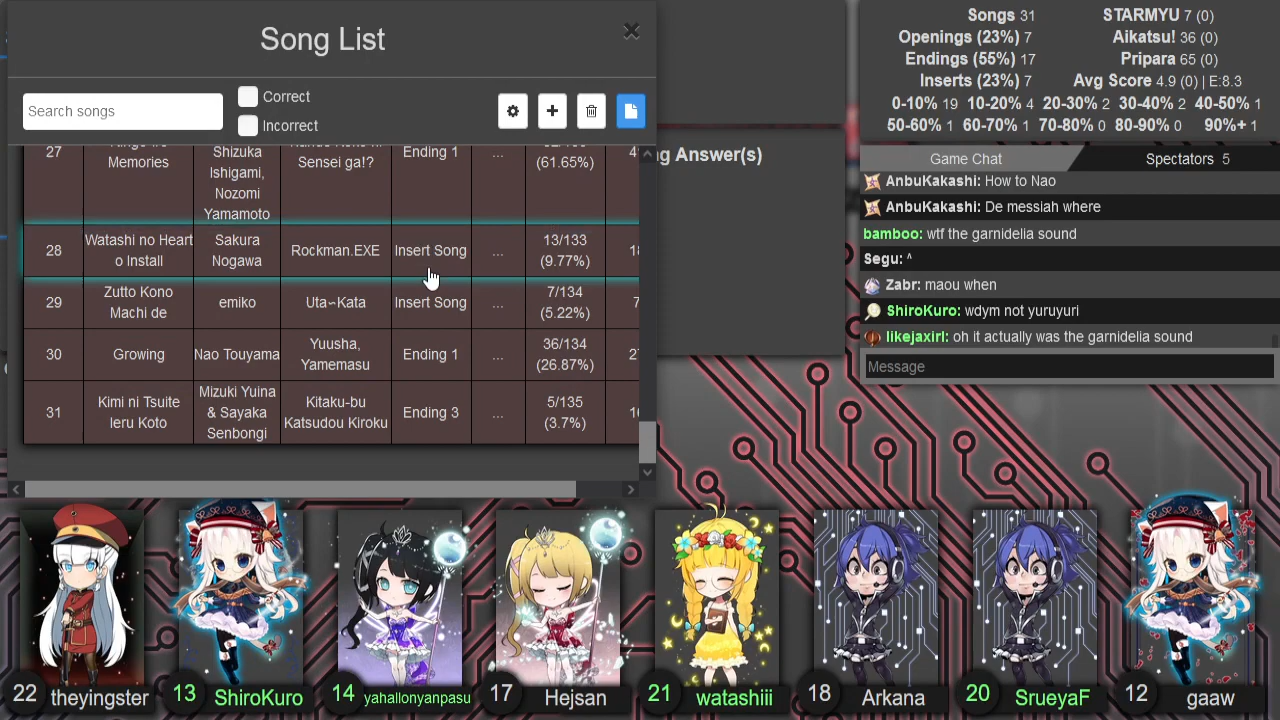 Song List
Search songs
Correct
Incorrect
27
Memories
Shizuka
Ishigami,
Nozomi
Yamamoto
Sensei ga!?
Ending 1
...
(61.65%)
28
Watashi no Heart
o Install
Sakura
Nogawa
Rockman.EXE
Insert Song
...
13/133
(9.77%)
29
Zutto Kono
Machi de
emiko
Uta∽Kata
Insert Song
...
7/134
(5.22%)
7
30
Growing
Nao Touyama
Yuusha,
Yamemasu
Ending 1
...
36/134
(26.87%)
31
Kimi ni Tsuite
Ieru Koto
Mizuki Yuina
& Sayaka
Senbongi
Kitaku-bu
Katsudou Kiroku
Ending 3
...
5/135
(3.7%)
g Answer(s)
Songs 31
Openings (23%) 7
Endings (55%) 17
Inserts (23%) 7
STARMYU 7 (0)
Aikatsu! 36 (0)
Pripara 65 (0)
Avg Score 4.9 (0) | E:8.3
0-10% 19 10-20% 4 20-30% 2 30-40% 2 40-50% 1
50-60% 1 60-70% 1 70-80% 0 80-90% 0 90%+ 1
Game Chat
Spectators 5
AnbuKakashi: How to Nao
AnbuKakashi: De messiah where
bamboo: wtf the garnidelia sound
Segu: ^
Zabr: maou when
ShiroKuro: wdym not yuruyuri
likejaxirl: oh it actually was the garnidelia sound
Message
22 theyingster
13 ShiroKuro
14 yahallonyanpasu
17 Hejsan
21 watashiii
18 Arkana
20 SrueyaF
12 gaaw